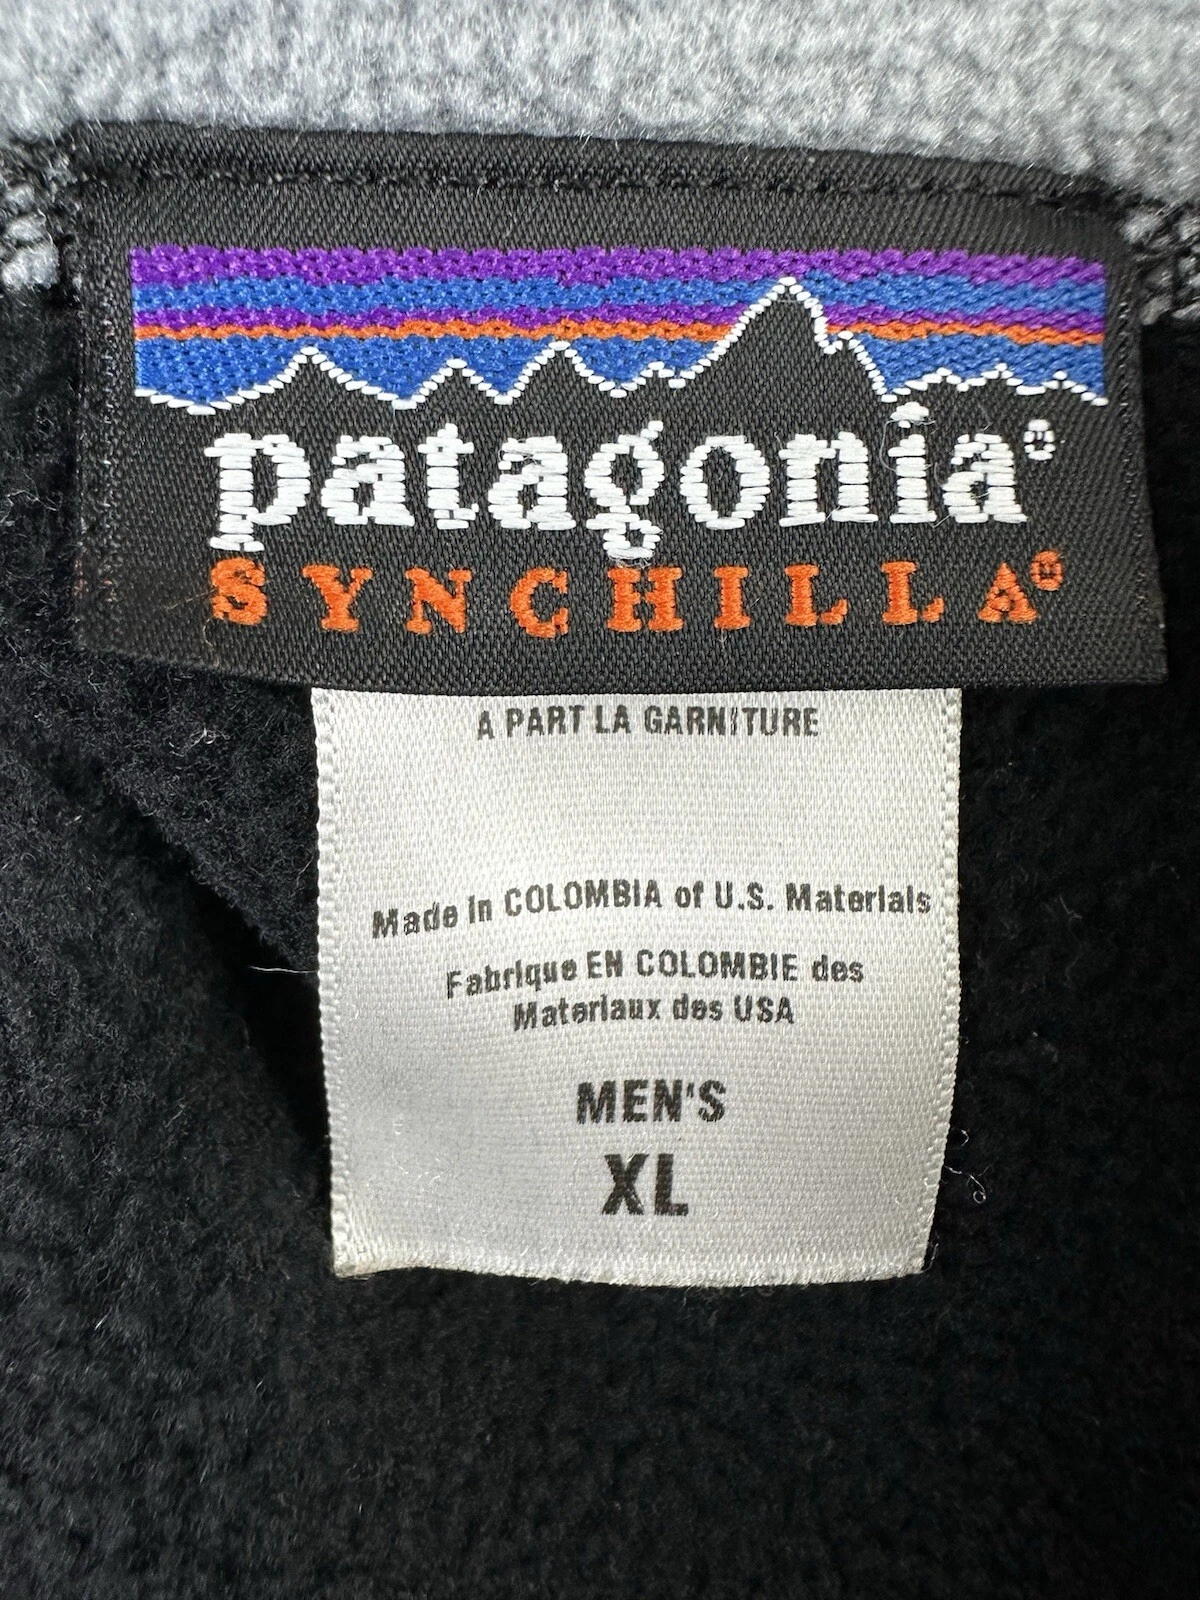 patagonia®
SYNCHILLA®
A PART LA GARNITURE
Made in COLOMBIA of U.S. Materials
Fabrique EN COLOMBIE des
Materiaux des USA
MEN'S
XL